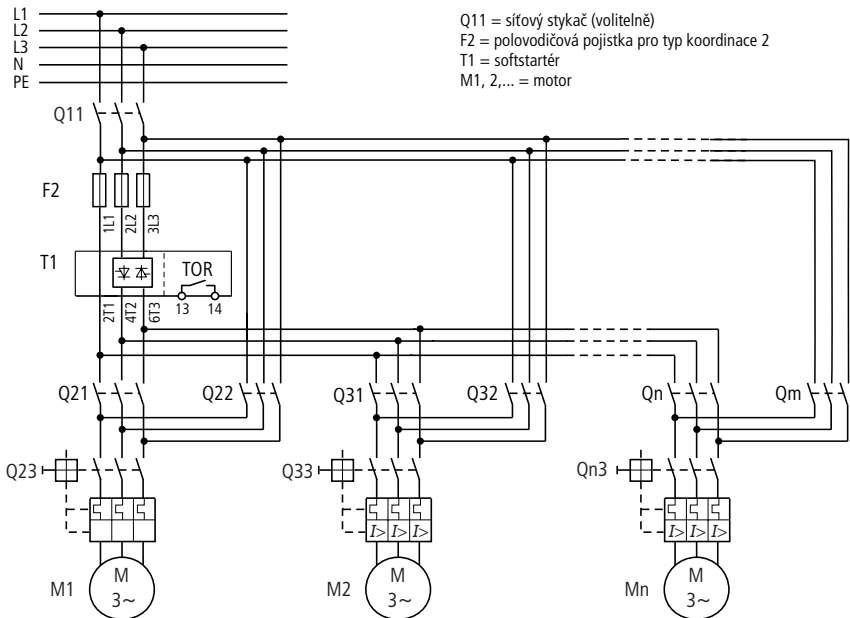 L1
L2
L3
N
PE
Q11 = síťový stykač (volitelně)
F2 = polovodičová pojistka pro typ koordinace 2
T1 = softstartér
M1, 2,... = motor
Q11
F2
1L1
2L2
3L3
T1
TOR
13
14
2T1
4T2
6T3
Q21
Q22
Q31
Q32
Qn
Qm
Q23
Q33
Qn3
I> I> I>
I> I> I>
M1
M
3~
M2
M
3~
Mn
M
3~